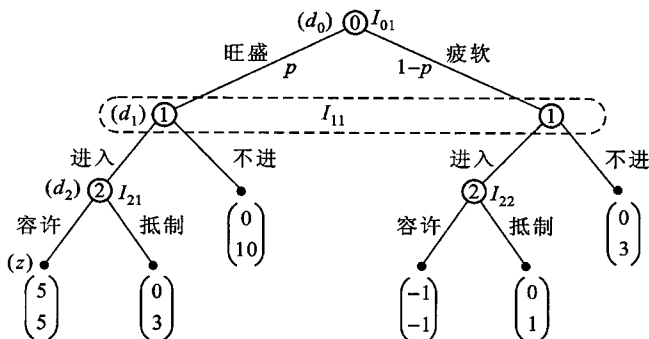 (d₀) 0 I₀₁
旺盛 疲软
p 1−p
(d₁) 1 I₁₁ 1
进入 不进 进入 不进
(d₂) 2 I₂₁ 2 I₂₂
容许 抵制 0 10 容许 抵制 0 3
(z)
5 5 0 3 −1 −1 0 1